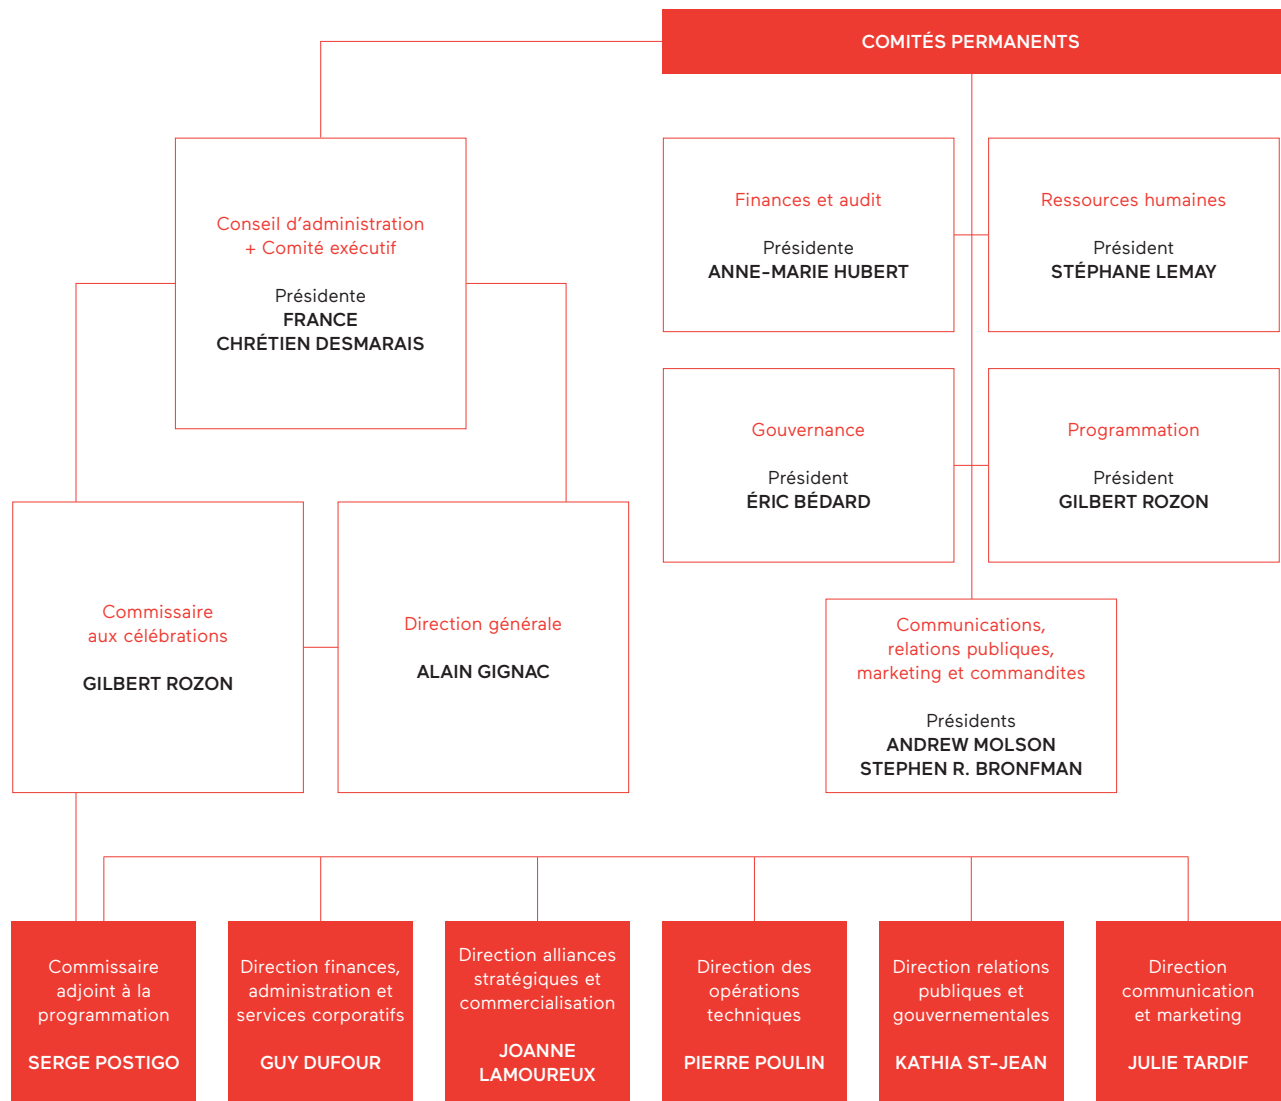 COMITÉS PERMANENTS
Conseil d’administration
+ Comité exécutif
Présidente
FRANCE
CHRÉTIEN DESMARAIS
Finances et audit
Présidente
ANNE-MARIE HUBERT
Ressources humaines
Président
STÉPHANE LEMAY
Gouvernance
Président
ÉRIC BÉDARD
Programmation
Président
GILBERT ROZON
Commissaire
aux célébrations
GILBERT ROZON
Direction générale
ALAIN GIGNAC
Communications,
relations publiques,
marketing et commandites
Présidents
ANDREW MOLSON
STEPHEN R. BRONFMAN
Commissaire
adjoint à la
programmation
SERGE POSTIGO
Direction finances,
administration et
services corporatifs
GUY DUFOUR
Direction alliances
stratégiques et
commercialisation
JOANNE
LAMOUREUX
Direction des
opérations
techniques
PIERRE POULIN
Direction relations
publiques et
gouvernementales
KATHIA ST-JEAN
Direction
communication
et marketing
JULIE TARDIF